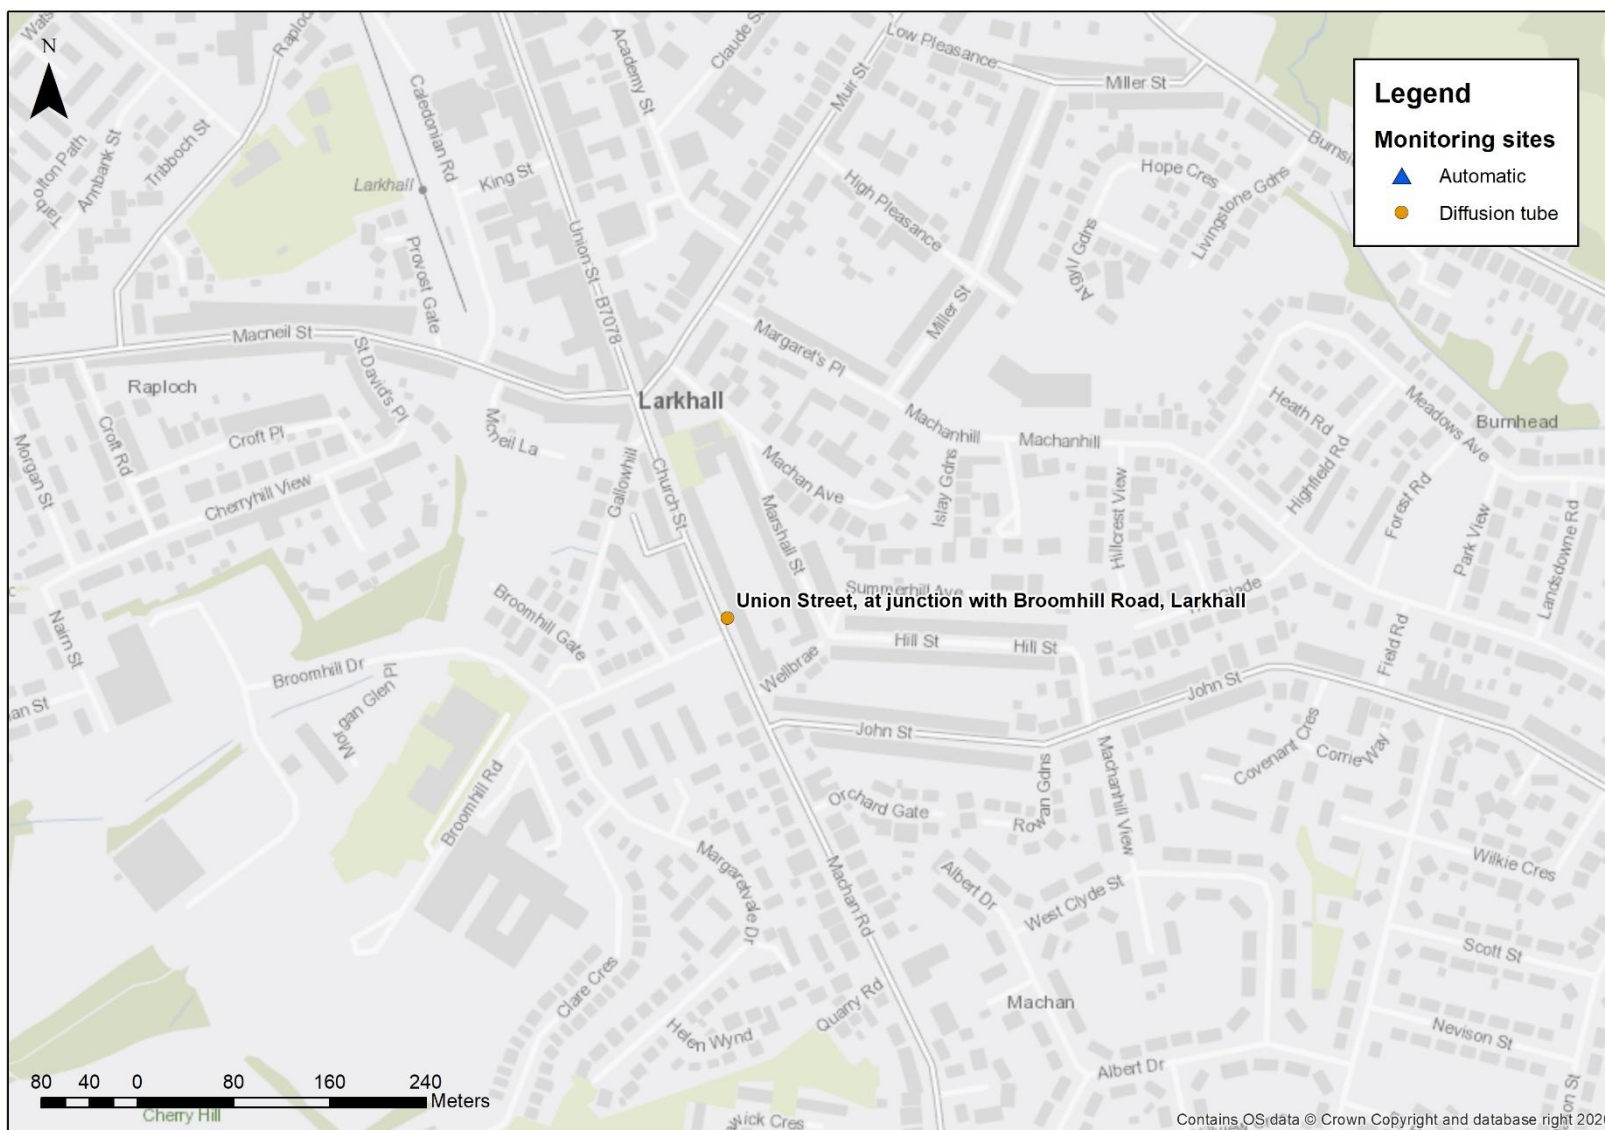 N
Legend
Monitoring sites
Automatic
Diffusion tube
Low Pleasance
Miller St
Academy St
Claude St
Muir St
Caledonian Rd
Tribboch St
Annbank St
Tarbolton Path
Larkhall
King St
Provost Gate
Union St
B7078
High Pleasance
Hope Cres
Livingstone Gdns
Argyl/ Gdns
Miller St
Margaret's Pl
Macneil St
Raploch
St David's Pl
Croft Rd
Croft Pl
Morgan St
Cherryhill View
Larkhall
Gallowhill
Church St
Machan Ave
Marshall St
Machanhill
Machanhill
Islay Gdns
Hillcrest View
Heath Rd
Highfield Rd
Meadows Ave
Burnhead
Forest Rd
Park View
Landsdowne Rd
Summerhill Ave
Glade
Union Street, at junction with Broomhill Road, Larkhall
Broomhill Gate
Nairn St
Broomhill Dr
Morgan Glen Pl
Wellbrae
Hill St
Hill St
Field Rd
John St
John St
Covenant Cres
Corrie Way
Machanhill View
Rowan Gdns
Orchard Gate
Broomhill Rd
Margaretvale Dr
Machan Rd
Albert Dr
West Clyde St
Wilkie Cres
Scott St
Nevison St
Clare Cres
Helen Wynd
Quarry Rd
Machan
Albert Dr
80 40 0 80 160 240
Meters
Cherry Hill
Contains OS data © Crown Copyright and database right 202